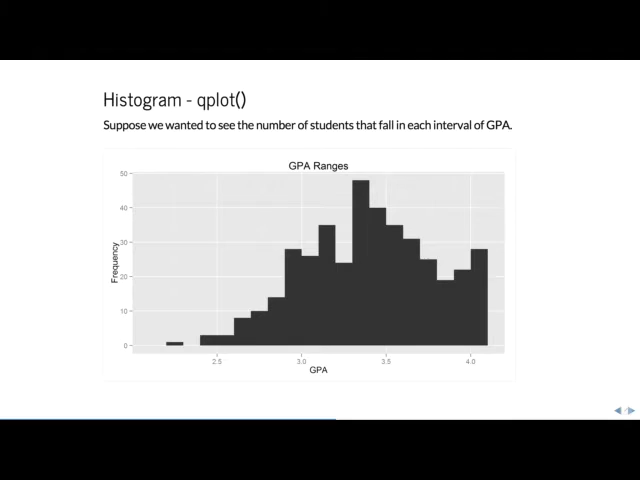 Histogram - qplot()
Suppose we wanted to see the number of students that fall in each interval of GPA.
GPA Ranges
50
40
30
20
10
0
Frequency
2.5 3.0 3.5 4.0
GPA